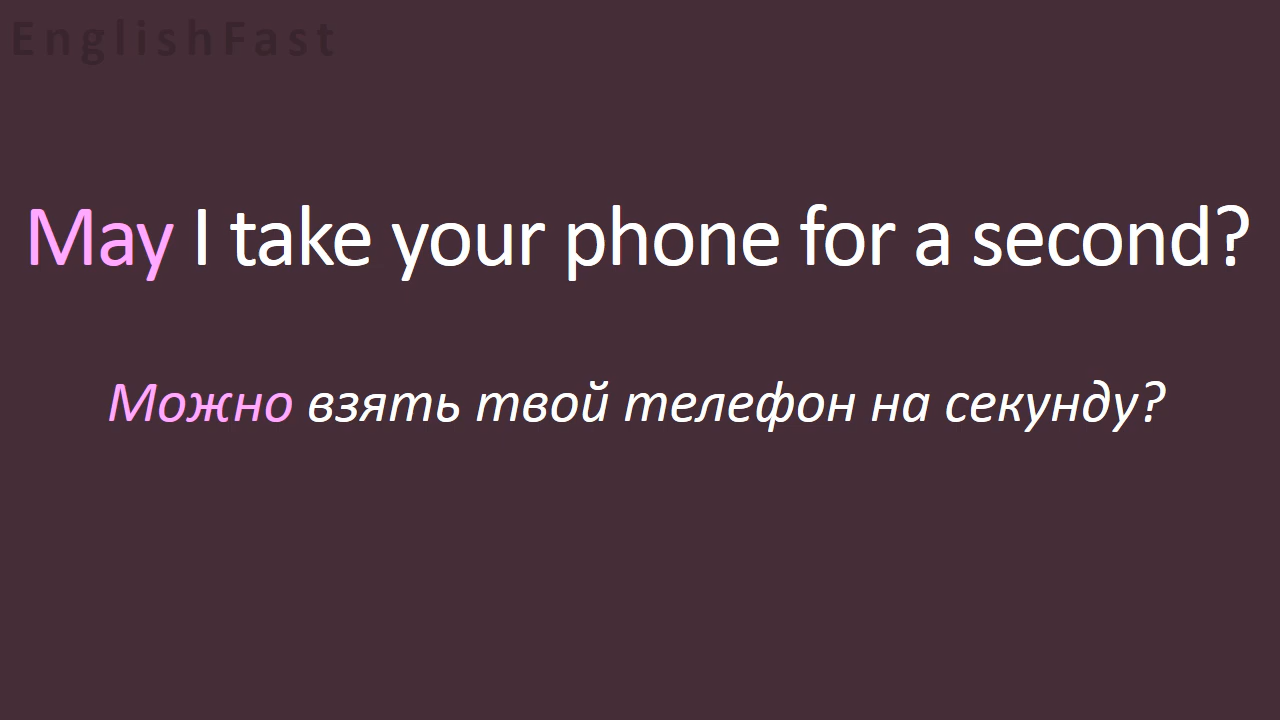 EnglishFast
May I take your phone for a second?
Можно взять твой телефон на секунду?